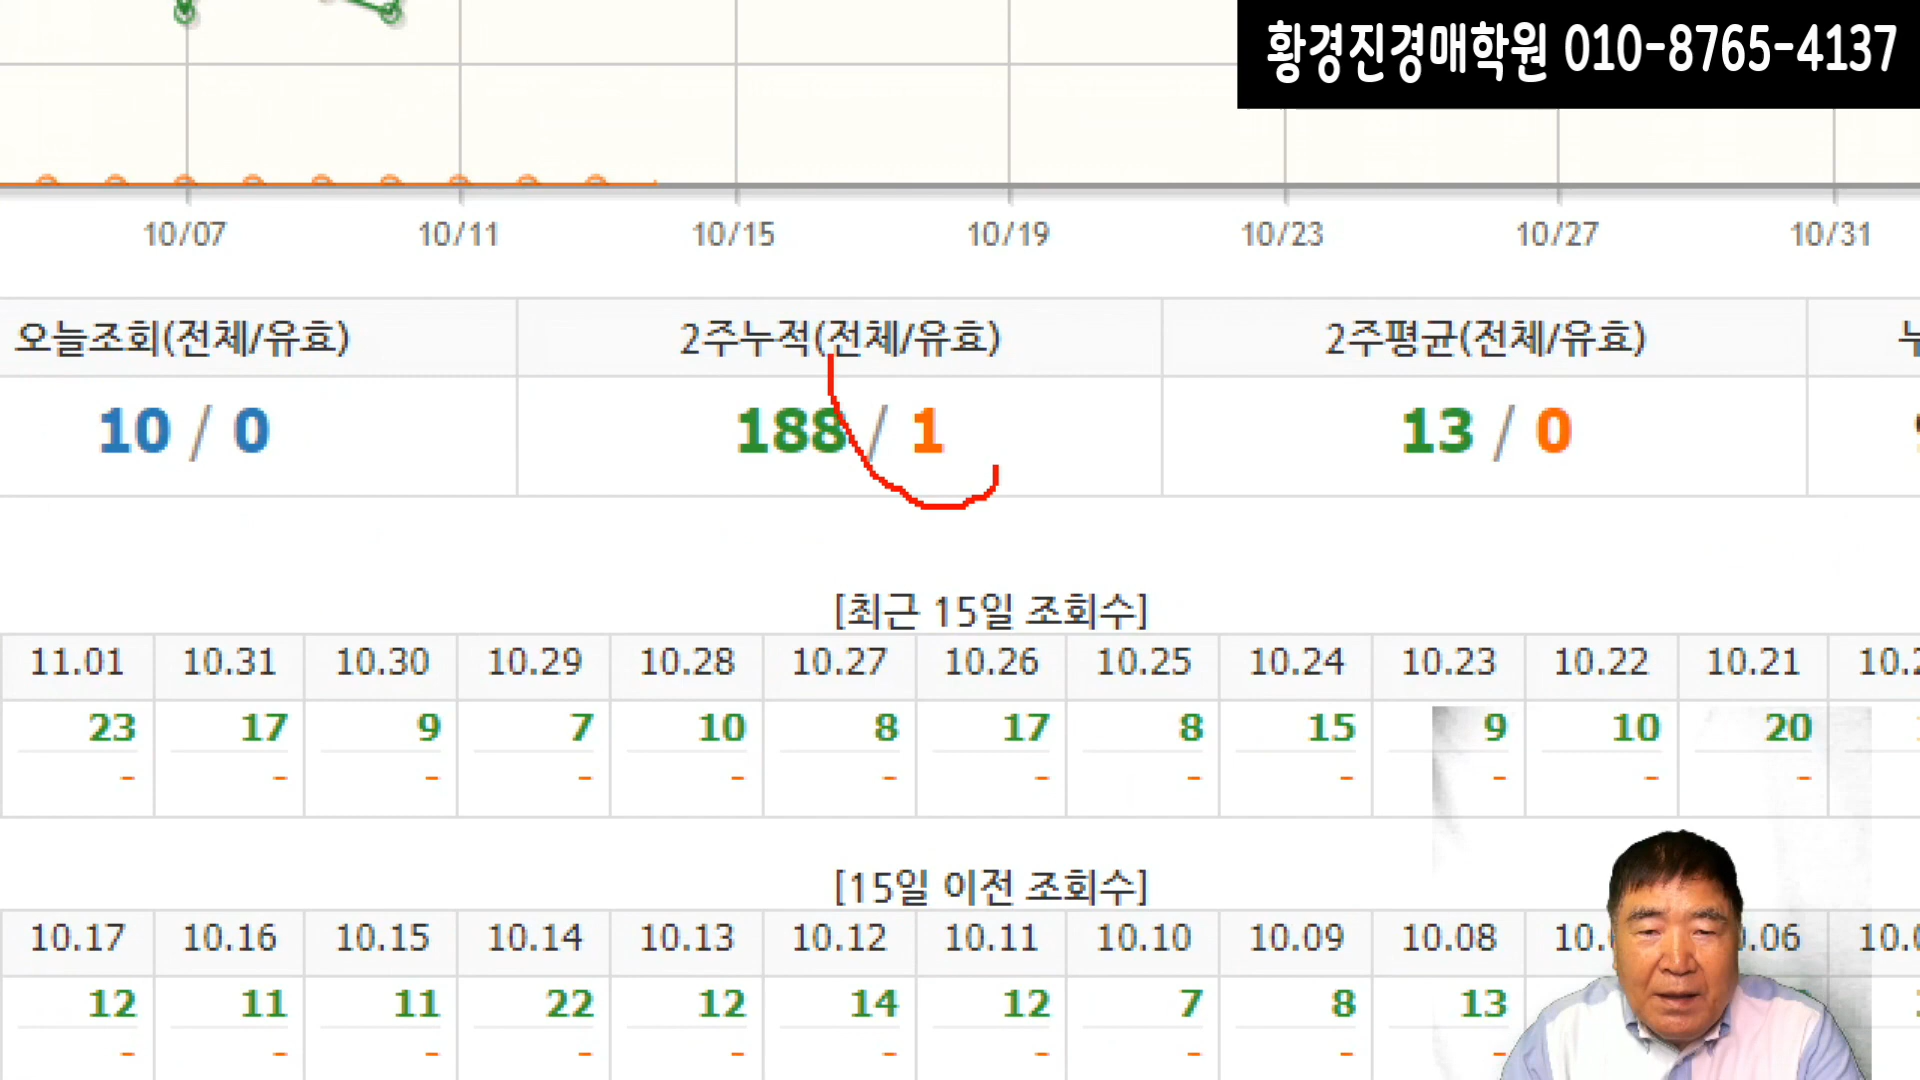 황경진경매학원 010-8765-4137
10/07 10/11 10/15 10/19 10/23 10/27 10/31
오늘조회(전체/유효) 2주누적(전체/유효) 2주평균(전체/유효)
10 / 0 188 / 1 13 / 0
[최근 15일 조회수]
11.01 10.31 10.30 10.29 10.28 10.27 10.26 10.25 10.24 10.23 10.22 10.21
23 17 9 7 10 8 17 8 15 9 10 20
- - - - - - - - - - - -
[15일 이전 조회수]
10.17 10.16 10.15 10.14 10.13 10.12 10.11 10.10 10.09 10.08
12 11 11 22 12 14 12 7 8 13
- - - - - - - - - -